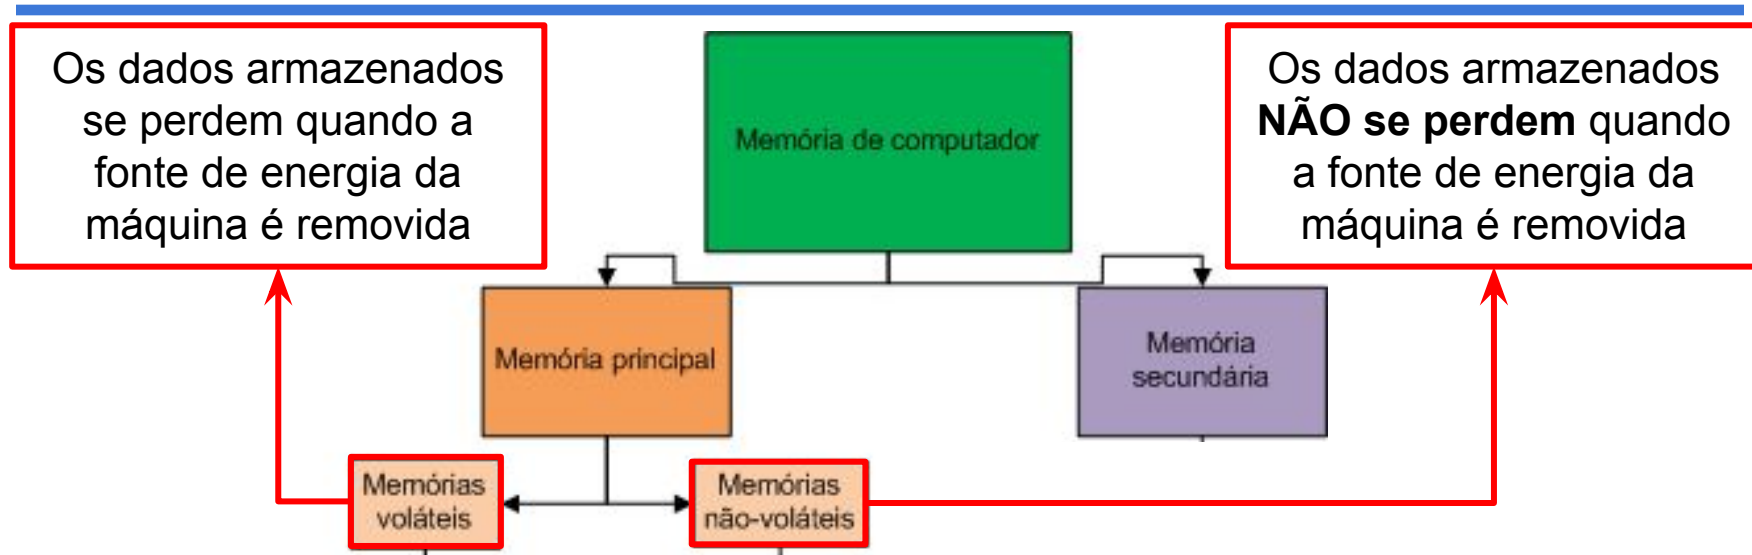 Os dados armazenados
se perdem quando a
fonte de energia da
máquina é removida
Memória de computador
Os dados armazenados
NÃO se perdem quando
a fonte de energia da
máquina é removida
Memória principal
Memória
secundária
Memórias
voláteis
Memórias
não-voláteis